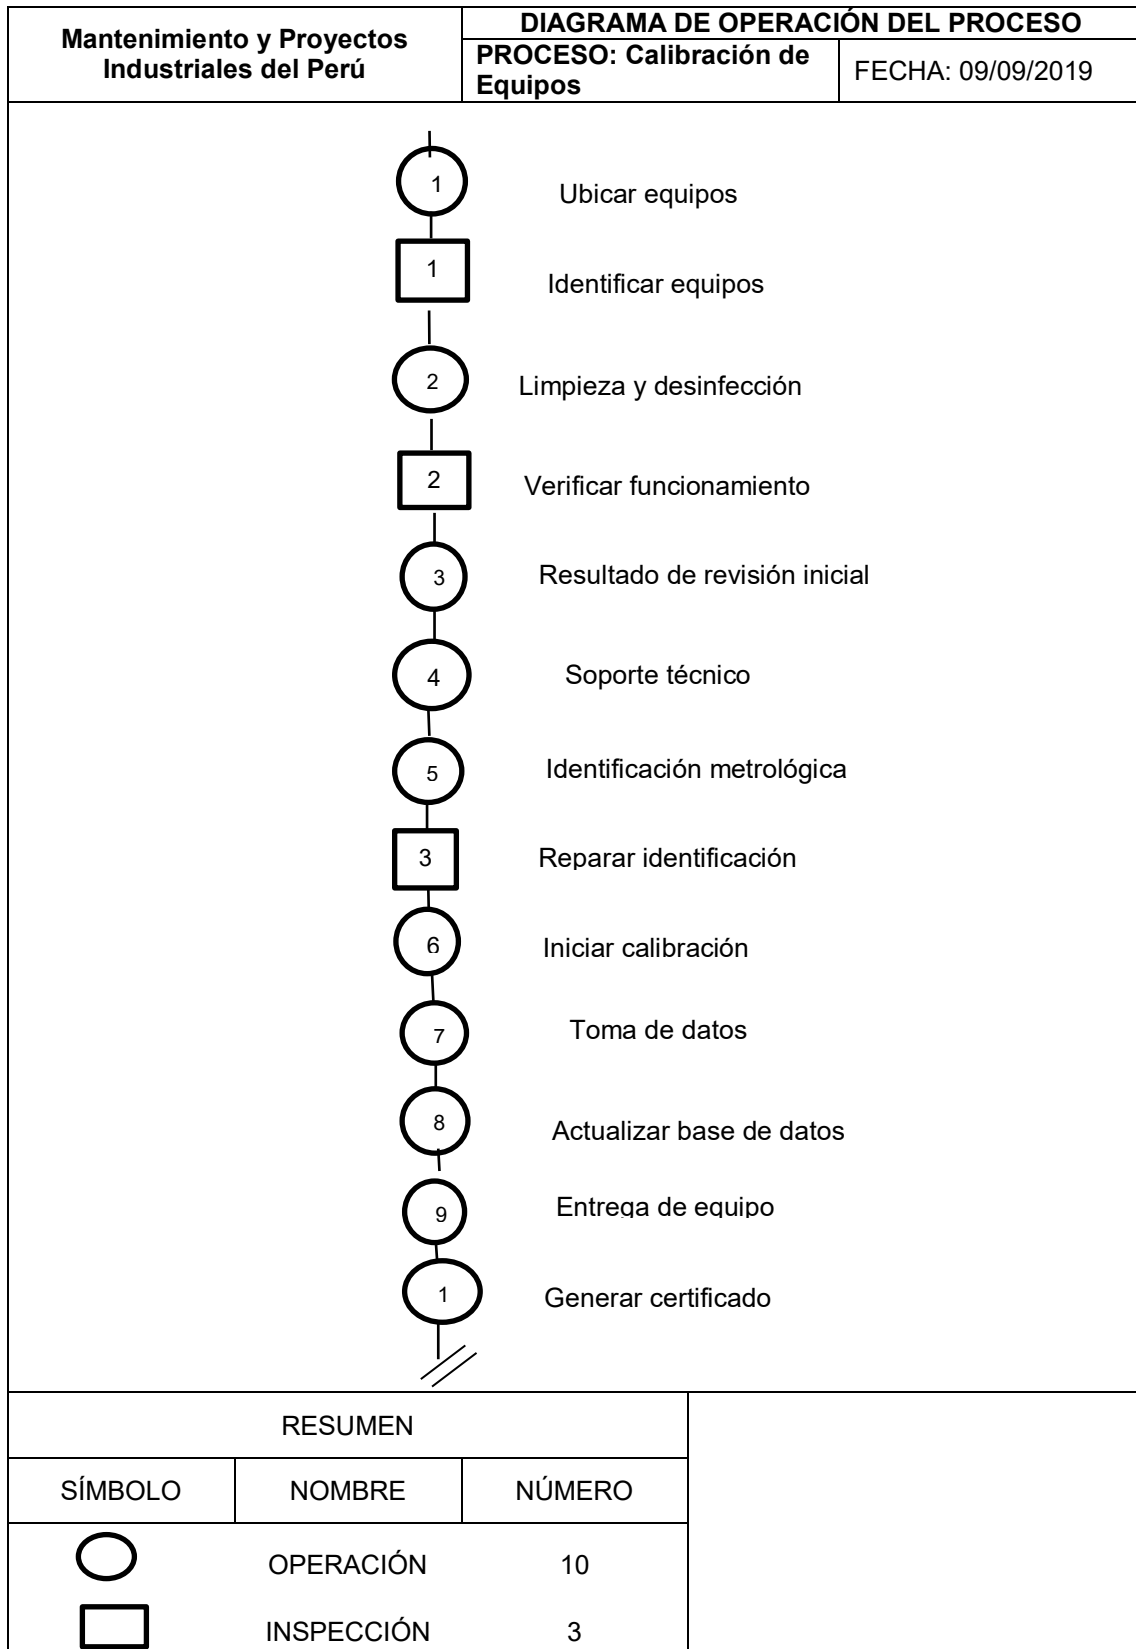 Mantenimiento y Proyectos
Industriales del Perú
DIAGRAMA DE OPERACIÓN DEL PROCESO
PROCESO: Calibración de
Equipos
FECHA: 09/09/2019
1
Ubicar equipos
1
Identificar equipos
2
Limpieza y desinfección
2
Verificar funcionamiento
3
Resultado de revisión inicial
4
Soporte técnico
5
Identificación metrológica
3
Reparar identificación
6
Iniciar calibración
7
Toma de datos
8
Actualizar base de datos
9
Entrega de equipo
1
Generar certificado
RESUMEN
SÍMBOLO
NOMBRE
NÚMERO
OPERACIÓN
10
INSPECCIÓN
3